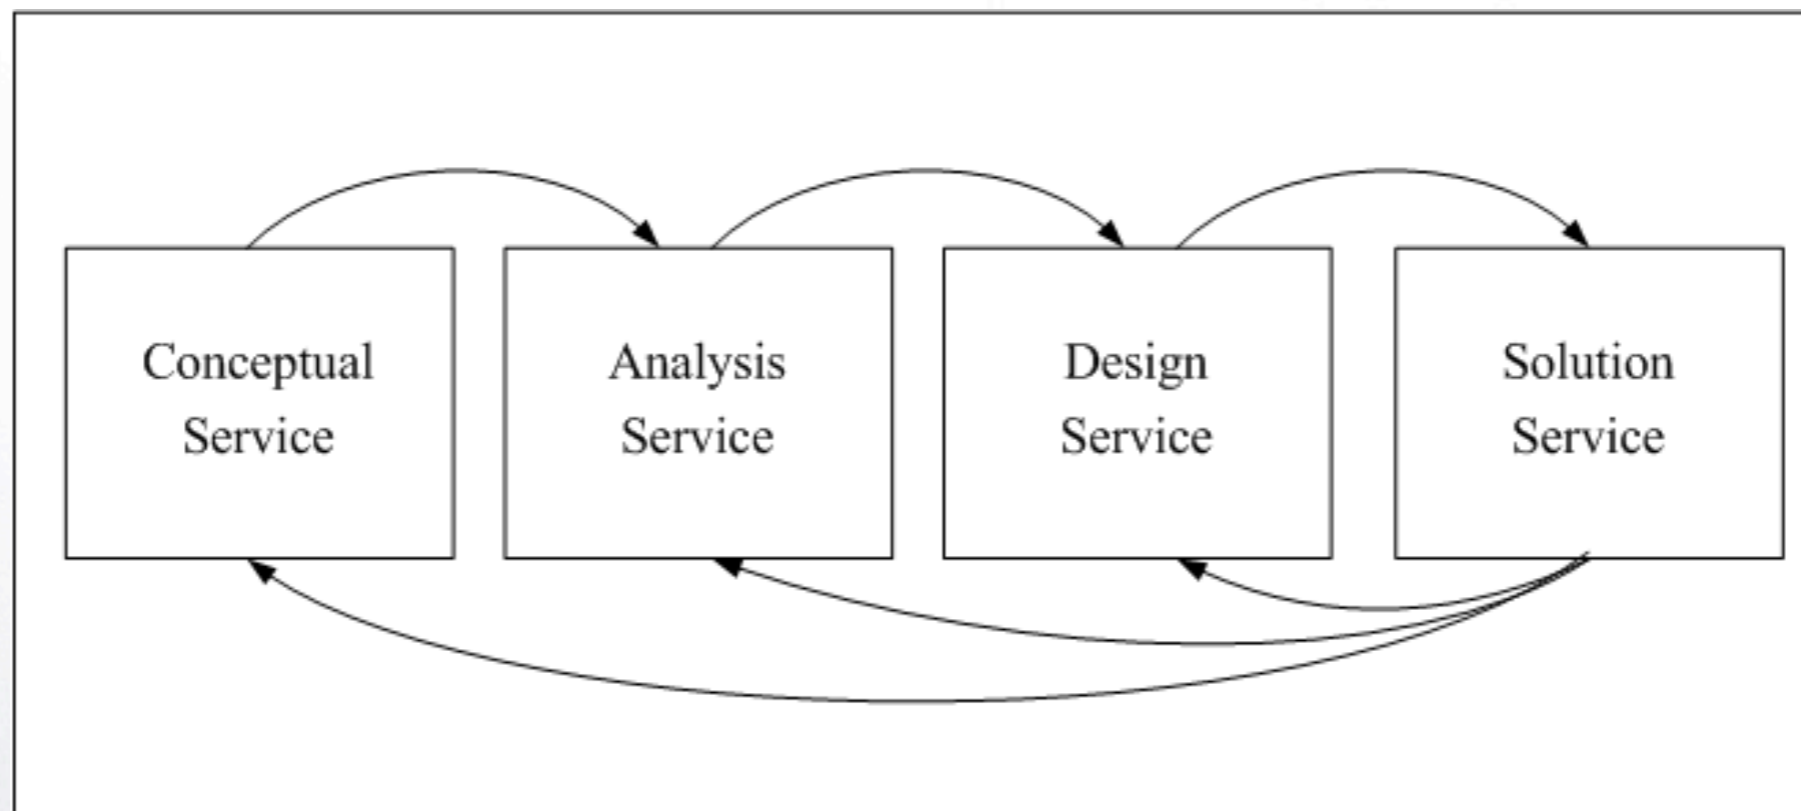 Conceptual
Service
Analysis
Service
Design
Service
Solution
Service